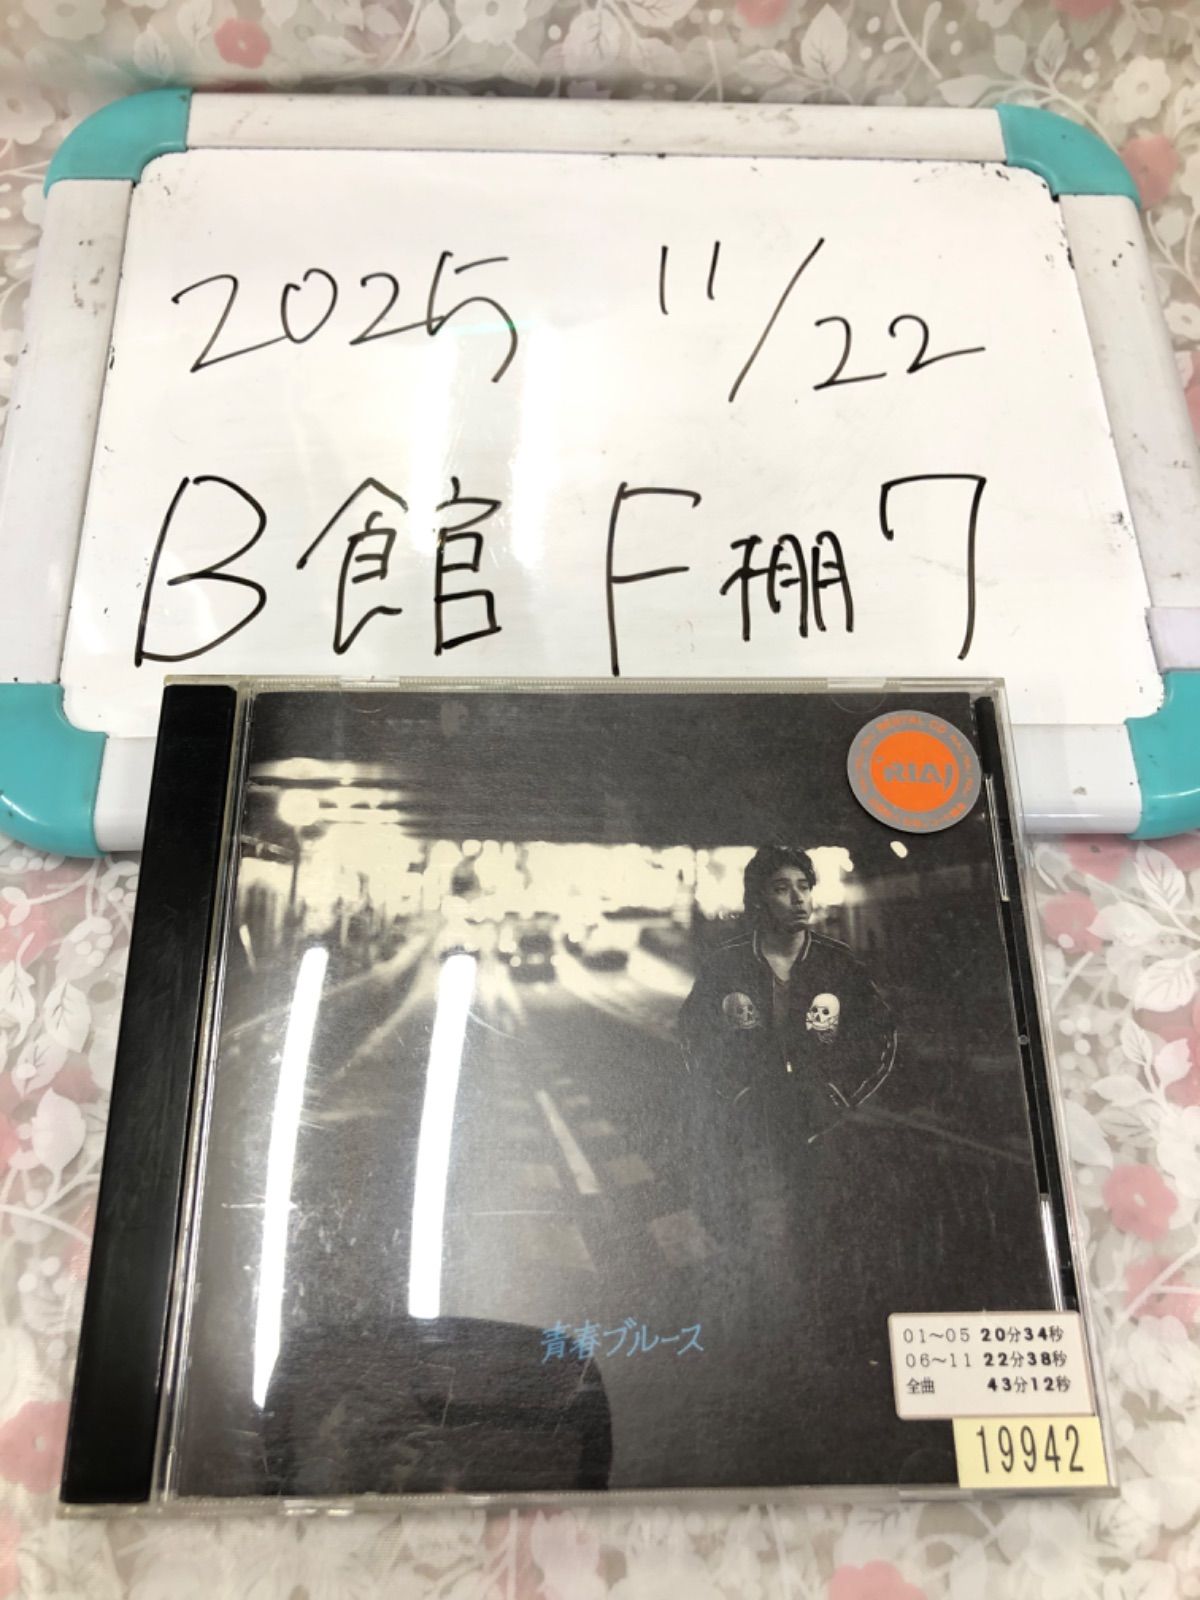 2025 11/22
B館 F棚7
RENTAL CD
RIAJ
青春ブルース
01～05 20分34秒
06～11 22分38秒
全曲 43分12秒
19942